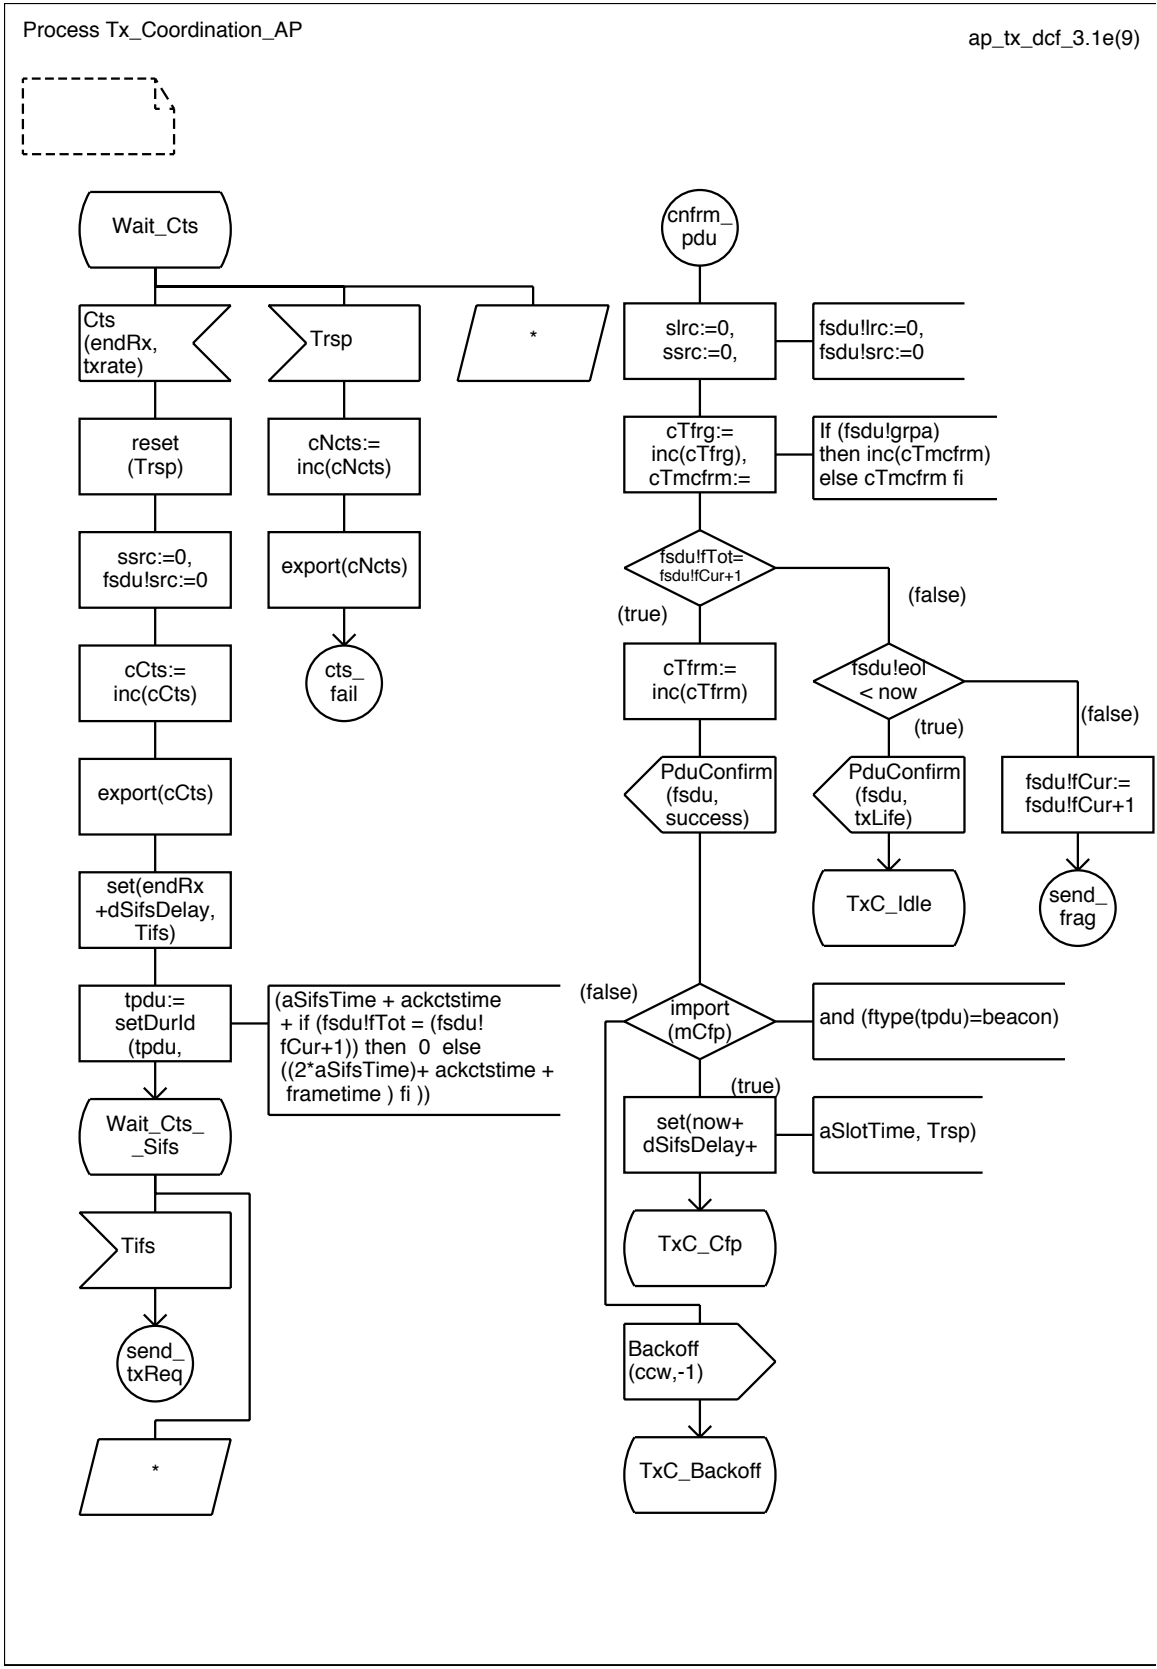 Process Tx_Coordination_AP
ap_tx_dcf_3.1e(9)
Wait_Cts
Cts
(endRx,
txrate)
Trsp
*
reset
(Trsp)
cNcts:=
inc(cNcts)
ssrc:=0,
fsdu!src:=0
export(cNcts)
cCts:=
inc(cCts)
cts_
fail
export(cCts)
set(endRx
+dSifsDelay,
Tifs)
tpdu:=
setDurId
(tpdu,
(aSifsTime + ackctstime
+ if (fsdu!fTot = (fsdu!
fCur+1)) then 0 else
((2*aSifsTime)+ ackctstime +
frametime ) fi ))
Wait_Cts_
_Sifs
Tifs
send_
txReq
*
cnfrm_
pdu
slrc:=0,
ssrc:=0,
fsdu!lrc:=0,
fsdu!src:=0
cTfrg:=
inc(cTfrg),
cTmcfrm:=
If (fsdu!grpa)
then inc(cTmcfrm)
else cTmcfrm fi
fsdu!fTot=
fsdu!fCur+1
(true)
(false)
cTfrm:=
inc(cTfrm)
fsdu!eol
< now
(true)
(false)
PduConfirm
(fsdu,
success)
PduConfirm
(fsdu,
txLife)
fsdu!fCur:=
fsdu!fCur+1
TxC_Idle
send_
frag
(false)
import
(mCfp)
and (ftype(tpdu)=beacon)
(true)
set(now+
dSifsDelay+
aSlotTime, Trsp)
TxC_Cfp
Backoff
(ccw,-1)
TxC_Backoff